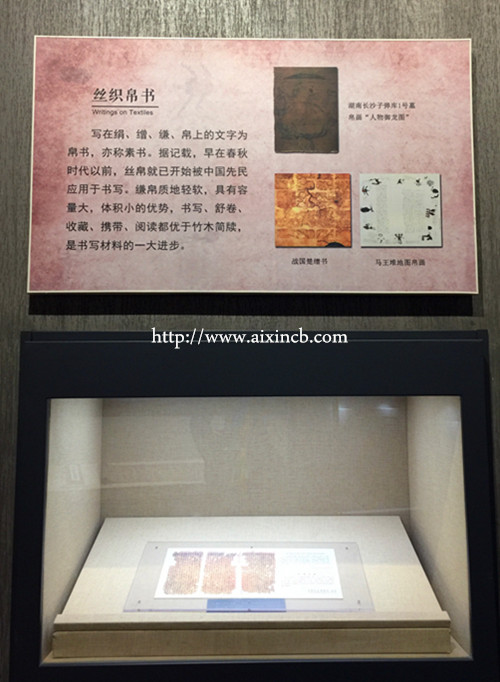 丝织帛书
Writings on Textiles
写在绢、缯、缣、帛上的文字为
帛书，亦称素书。据记载，早在春秋
时代以前，丝帛就已开始被中国先民
应用于书写。缣帛质地轻软，具有容
量大，体积小的优势，书写、舒卷、
收藏、携带、阅读都优于竹木简牍，
是书写材料的一大进步。
湖南长沙子弹库1号墓
帛画“人物御龙图”
战国楚缯书
马王堆地图帛画
http://www.aixincb.com